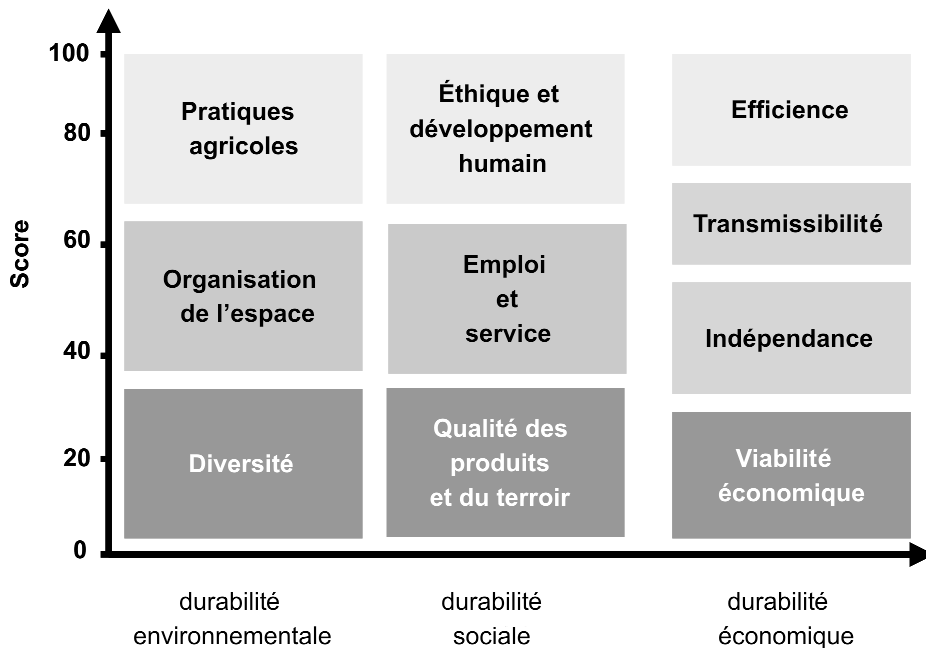 Score
100
80
60
40
20
0
Pratiques
agricoles
Organisation
de l’espace
Diversité
Éthique et
développement
humain
Emploi
et
service
Qualité des
produits
et du terroir
Efficience
Transmissibilité
Indépendance
Viabilité
économique
durabilité
environnementale
durabilité
sociale
durabilité
économique